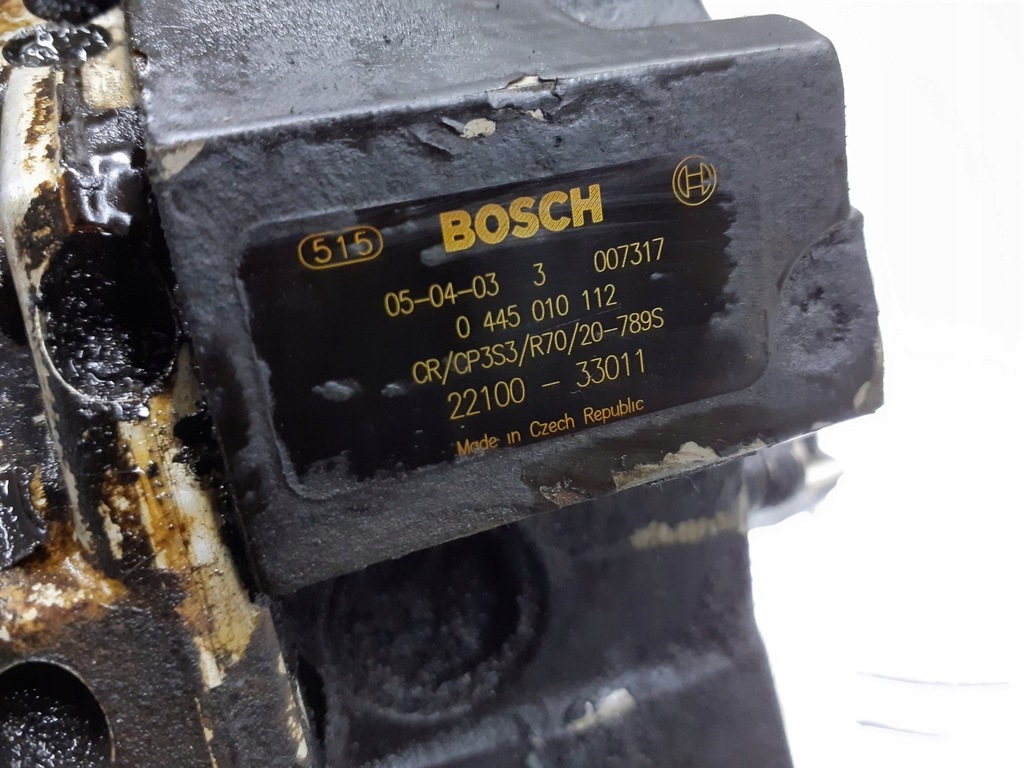 BOSCH
515
05-04-03 3 007317
0 445 010 112
CR/CP3S3/R70/20-789S
22100 - 33011
Made in Czech Republic